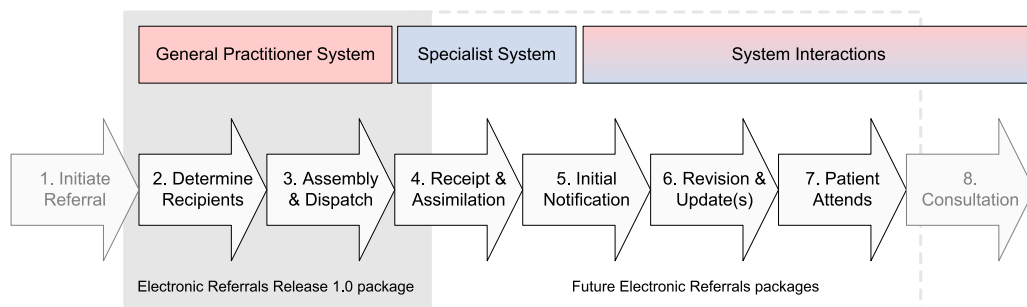 General Practitioner System
Specialist System
System Interactions
1. Initiate
Referral
2. Determine
Recipients
3. Assembly
& Dispatch
4. Receipt &
Assimilation
5. Initial
Notification
6. Revision &
Update(s)
7. Patient
Attends
8.
Consultation
Electronic Referrals Release 1.0 package
Future Electronic Referrals packages